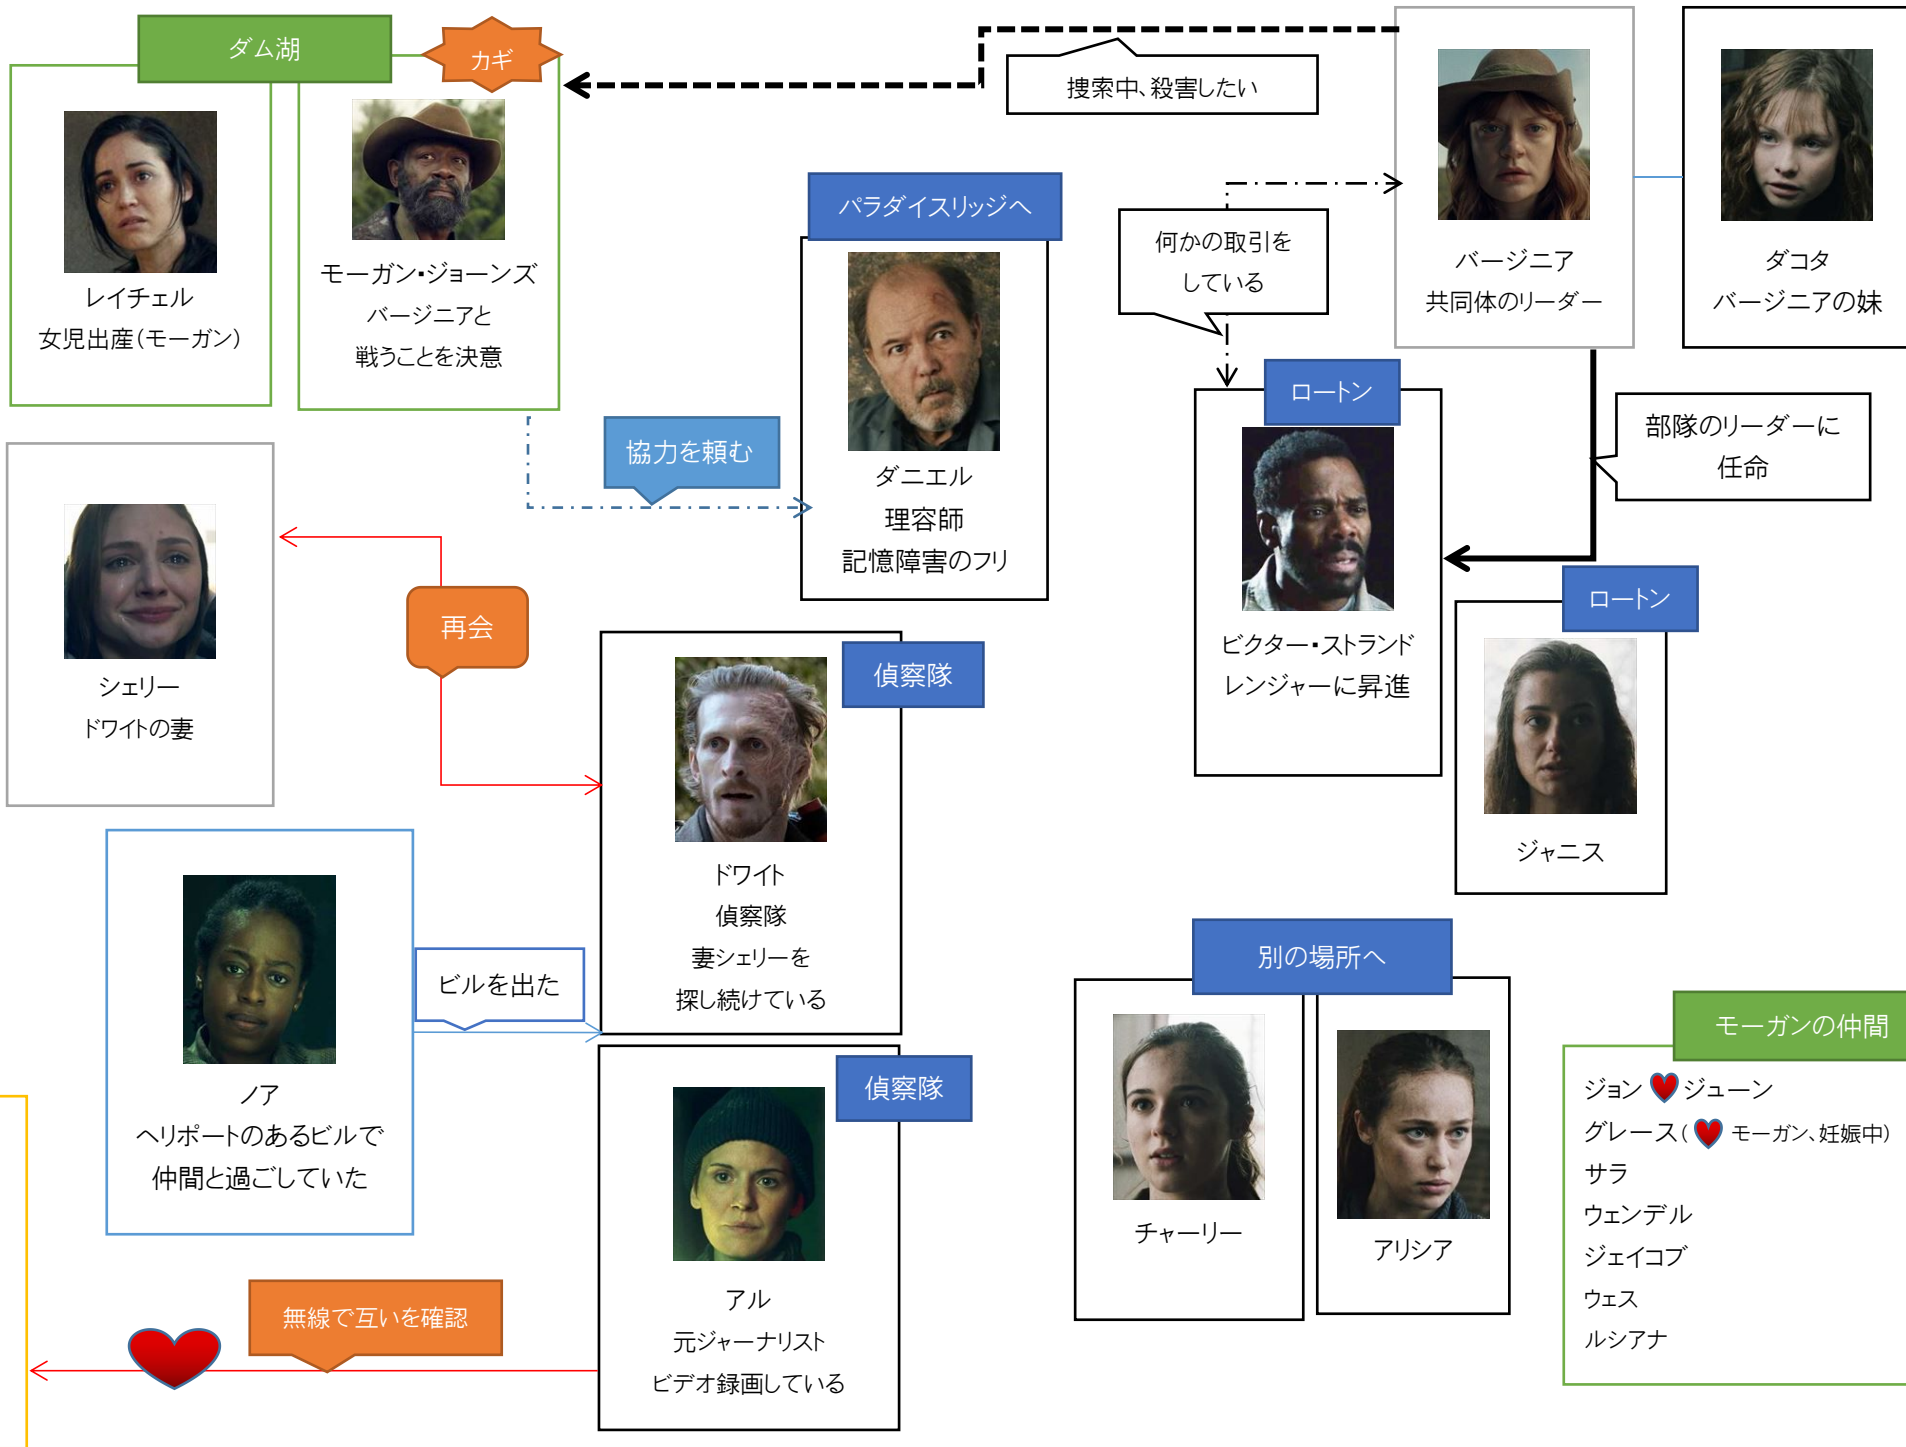 ダム湖
カギ
レイチェル
女児出産(モーガン)
モーガン・ジョーンズ
バージニアと
戦うことを決意
捜索中、殺害したい
パラダイスリッジへ
ダニエル
理容師
記憶障害のフリ
協力を頼む
何かの取引を
している
バージニア
共同体のリーダー
ダコタ
バージニアの妹
部隊のリーダーに
任命
ロートン
ビクター・ストランド
レンジャーに昇進
ロートン
ジャニス
シェリー
ドワイトの妻
再会
偵察隊
ドワイト
偵察隊
妻シェリーを
探し続けている
ノア
ヘリポートのあるビルで
仲間と過ごしていた
ビルを出た
偵察隊
アル
元ジャーナリスト
ビデオ録画している
無線で互いを確認
別の場所へ
チャーリー
アリシア
モーガンの仲間
ジョン ジューン
グレース( モーガン、妊娠中)
サラ
ウェンデル
ジェイコブ
ウェス
ルシアナ